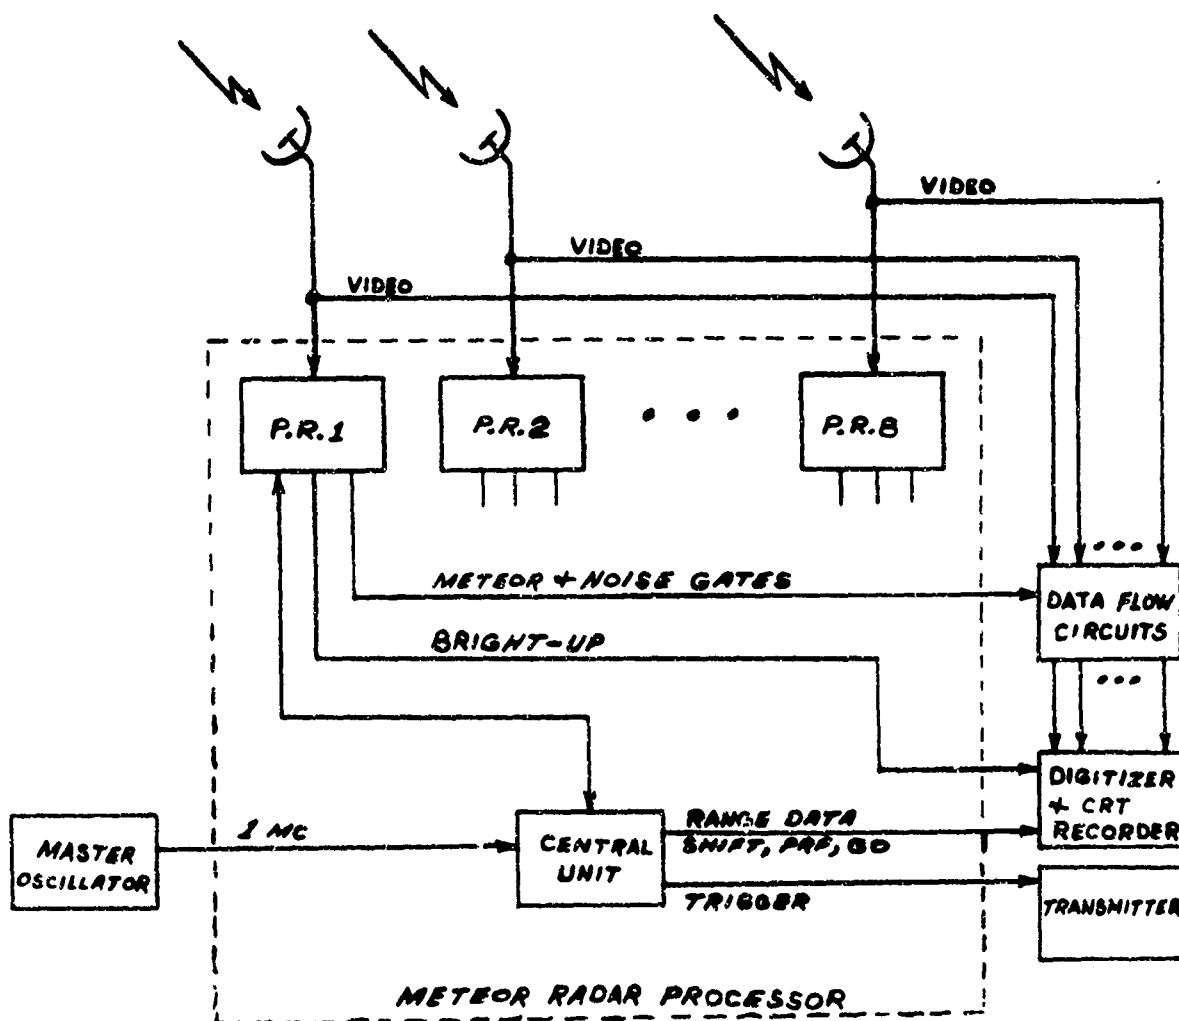 VIDEO
VIDEO
VIDEO
P.R.1
P.R.2
P.R.8
METEOR + NOISE GATES
DATA FLOW
CIRCUITS
BRIGHT-UP
DIGITIZER
+ CRT
RECORDER
1 MC
MASTER
OSCILLATOR
CENTRAL
UNIT
RANGE DATA
SHIFT, PRF, GO
TRIGGER
TRANSMITTER
METEOR RADAR PROCESSOR